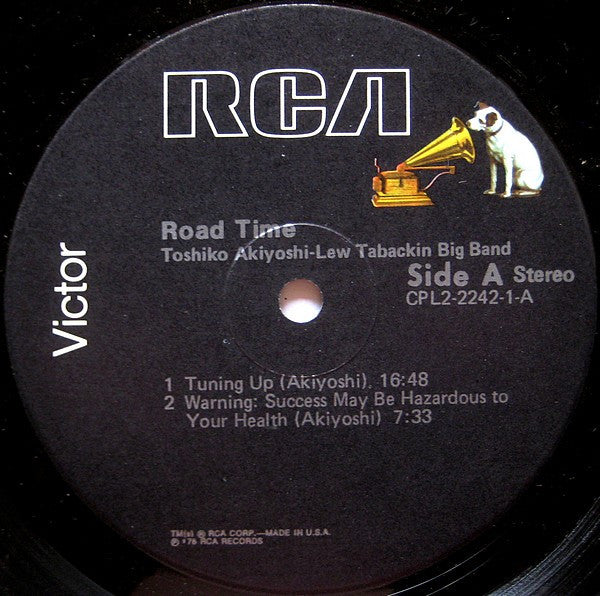 RCA
Victor
Road Time
Toshiko Akiyoshi-Lew Tabackin Big Band
Side A Stereo
CPL2-2242-1-A
1 Tuning Up (Akiyoshi). 16:48
2 Warning: Success May Be Hazardous to
Your Health (Akiyoshi) 7:33
TM(s) ® RCA CORP.—MADE IN U.S.A.
℗ '76 RCA RECORDS